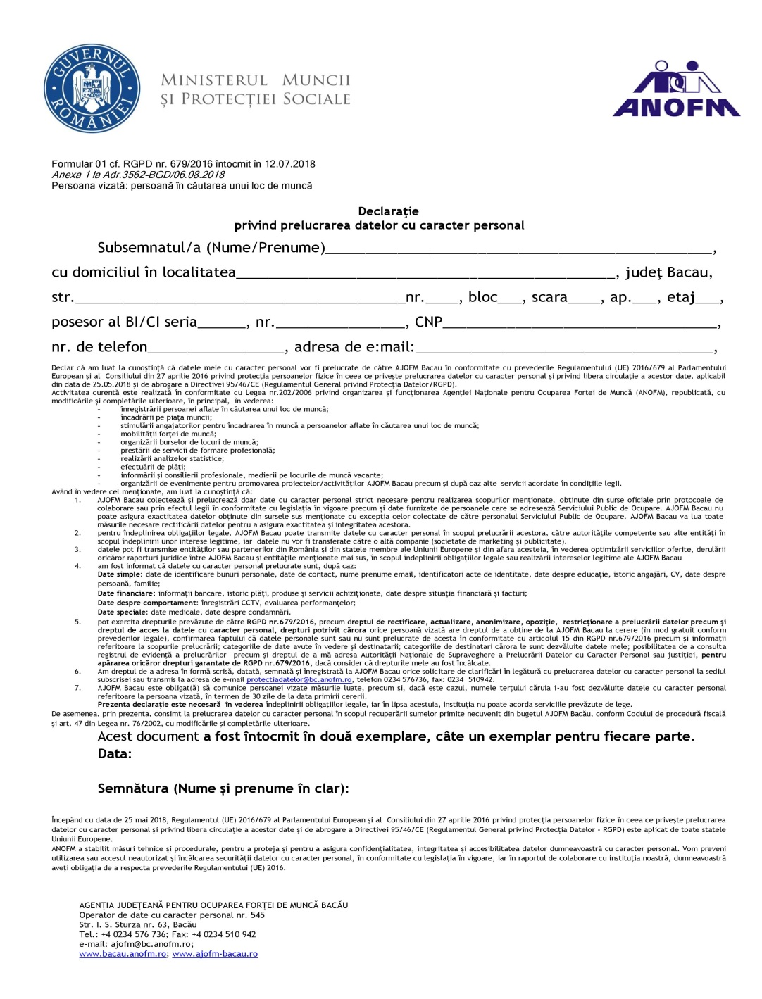 GUVERNUL ROMÂNIEI
MINISTERUL MUNCII
ȘI PROTECȚIEI SOCIALE
ANOFM
Formular 01 cf. RGPD nr. 679/2016 întocmit în 12.07.2018
Anexa 1 la Adr.3562-BGD/06.08.2018
Persoana vizată: persoană în căutarea unui loc de muncă
Declaraţie
privind prelucrarea datelor cu caracter personal
Subsemnatul/a (Nume/Prenume)________________________________________________,
cu domiciliul în localitatea_______________________________________________, judeţ Bacau,
str._________________________________________nr.____, bloc___, scara____, ap.___, etaj___,
posesor al BI/CI seria______, nr.________________, CNP__________________________________,
nr. de telefon_________________, adresa de e:mail:_____________________________________,
Declar că am luat la cunoștință că datele mele cu caracter personal vor fi prelucrate de către AJOFM Bacau în conformitate cu prevederile Regulamentului (UE) 2016/679 al Parlamentului
European și al Consiliului din 27 aprilie 2016 privind protecția persoanelor fizice în ceea ce privește prelucrarea datelor cu caracter personal și privind libera circulație a acestor date, aplicabil
din data de 25.05.2018 și de abrogare a Directivei 95/46/CE (Regulamentul General privind Protecția Datelor/RGPD).
Activitatea curentă este realizată în conformitate cu Legea nr.202/2006 privind organizarea și funcționarea Agenției Naționale pentru Ocuparea Forței de Muncă (ANOFM), republicată, cu
modificările și completările ulterioare, în principal, în vederea:
- înregistrării persoanei aflate în căutarea unui loc de muncă;
- încadrării pe piața muncii;
- stimulării angajatorilor pentru încadrarea în muncă a persoanelor aflate în căutarea unui loc de muncă;
- mobilității forței de muncă;
- organizării burselor de locuri de muncă;
- prestării de servicii de formare profesională;
- realizării analizelor statistice;
- efectuării de plăți;
- informării și consilierii profesionale, medierii pe locurile de muncă vacante;
- organizării de evenimente pentru promovarea proiectelor/activităților AJOFM Bacau precum și după caz alte servicii acordate în condițiile legii.
Având în vedere cel menționate, am luat la cunoștință că:
1. AJOFM Bacau colectează și prelucrează doar date cu caracter personal strict necesare pentru realizarea scopurilor menționate, obținute din surse oficiale prin protocoale de
colaborare sau prin efectul legii în conformitate cu legislația în vigoare precum și date furnizate de persoanele care se adresează Serviciului Public de Ocupare. AJOFM Bacau nu
poate asigura exactitatea datelor obținute din sursele sus menționate cu excepția celor colectate de către personalul Serviciului Public de Ocupare. AJOFM Bacau va lua toate
măsurile necesare rectificării datelor pentru a asigura exactitatea și integritatea acestora.
2. pentru îndeplinirea obligațiilor legale, AJOFM Bacau poate transmite datele cu caracter personal în scopul prelucrării acestora, către autoritățile competente sau alte entități în
scopul îndeplinirii unor interese legitime, iar datele nu vor fi transferate către o altă companie (societate de marketing și publicitate).
3. datele pot fi transmise entităților sau partenerilor din România și din statele membre ale Uniunii Europene și din afara acesteia, în vederea optimizării serviciilor oferite, derulării
oricăror raporturi juridice între AJOFM Bacau și entitățile menționate mai sus, în scopul îndeplinirii obligațiilor legale sau realizării intereselor legitime ale AJOFM Bacau
4. am fost informat că datele cu caracter personal prelucrate sunt, după caz:
Date simple: date de identificare bunuri personale, date de contact, nume prenume email, identificatori acte de identitate, date despre educație, istoric angajări, CV, date despre
persoană, familie;
Date financiare: informații bancare, istoric plăți, produse și servicii achiziționate, date despre situația financiară și facturi;
Date despre comportament: înregistrări CCTV, evaluarea performanțelor;
Date speciale: date medicale, date despre condamnări.
5. pot exercita drepturile prevăzute de către RGPD nr.679/2016, precum dreptul de rectificare, actualizare, anonimizare, opoziţie, restricţionare a prelucrării datelor precum şi
dreptul de acces la datele cu caracter personal, drepturi potrivit cărora orice persoană vizată are dreptul de a obține de la AJOFM Bacau la cerere (în mod gratuit conform
prevederilor legale), confirmarea faptului că datele personale sunt sau nu sunt prelucrate de acesta în conformitate cu articolul 15 din RGPD nr.679/2016 precum și informații
referitoare la scopurile prelucrării; categoriile de date avute în vedere și destinatarii; categoriile de destinatari cărora le sunt dezvăluite datele mele; posibilitatea de a consulta
registrul de evidență a prelucrărilor precum și dreptul de a mă adresa Autorității Naționale de Supraveghere a Prelucrării Datelor cu Caracter Personal sau justiției, pentru
apărarea oricăror drepturi garantate de RGPD nr.679/2016, dacă consider că drepturile mele au fost încălcate.
6. Am dreptul de a adresa în formă scrisă, datată, semnată și înregistrată la AJOFM Bacau orice solicitare de clarificări în legătură cu prelucrarea datelor cu caracter personal la sediul
subscrisei sau transmis la adresa de e-mail protectiadatelor@bc.anofm.ro, telefon 0234 576736, fax: 0234 510942.
7. AJOFM Bacau este obligat(ă) să comunice persoanei vizate măsurile luate, precum și, dacă este cazul, numele terțului căruia i-au fost dezvăluite datele cu caracter personal
referitoare la persoana vizată, în termen de 30 zile de la data primirii cererii.
Prezenta declarație este necesară în vederea îndeplinirii obligațiilor legale, iar în lipsa acestuia, instituția nu poate acorda serviciile prevăzute de lege.
De asemenea, prin prezenta, consimt la prelucrarea datelor cu caracter personal în scopul recuperării sumelor primite necuvenit din bugetul AJOFM Bacău, conform Codului de procedură fiscală
și art. 47 din Legea nr. 76/2002, cu modificările și completările ulterioare.
Acest document a fost întocmit în două exemplare, câte un exemplar pentru fiecare parte.
Data:
Semnătura (Nume și prenume în clar):
Începând cu data de 25 mai 2018, Regulamentul (UE) 2016/679 al Parlamentului European și al Consiliului din 27 aprilie 2016 privind protecția persoanelor fizice în ceea ce privește prelucrarea
datelor cu caracter personal și privind libera circulație a acestor date și de abrogare a Directivei 95/46/CE (Regulamentul General privind Protecția Datelor - RGPD) este aplicat de toate statele
Uniunii Europene.
ANOFM a stabilit măsuri tehnice și procedurale, pentru a proteja și pentru a asigura confidențialitatea, integritatea și accesibilitatea datelor dumneavoastră cu caracter personal. Vom preveni
utilizarea sau accesul neautorizat și încălcarea securității datelor cu caracter personal, în conformitate cu legislația în vigoare, iar în raportul de colaborare cu instituția noastră, dumneavoastră
aveți obligația de a respecta prevederile Regulamentului (UE) 2016.
AGENȚIA JUDEȚEANĂ PENTRU OCUPAREA FORȚEI DE MUNCĂ BACĂU
Operator de date cu caracter personal nr. 545
Str. I. S. Sturza nr. 63, Bacău
Tel.: +4 0234 576 736; Fax: +4 0234 510 942
e-mail: ajofm@bc.anofm.ro;
www.bacau.anofm.ro; www.ajofm-bacau.ro